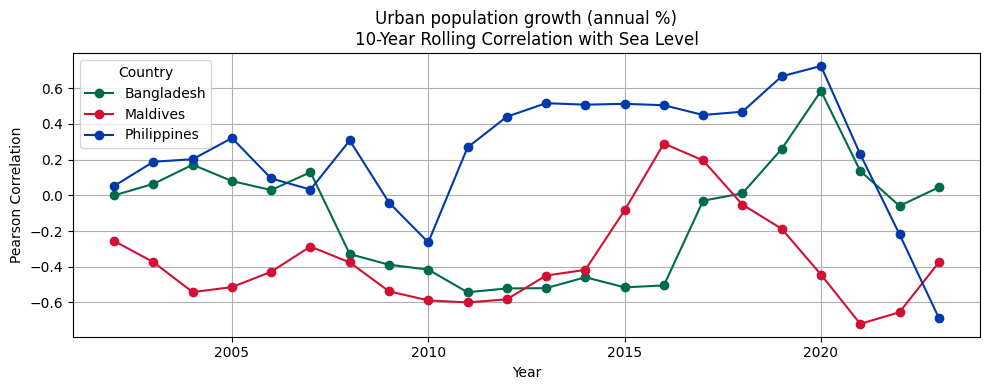 Urban population growth (annual %)
10-Year Rolling Correlation with Sea Level
Country
Bangladesh
Maldives
Philippines
Pearson Correlation
0.6
0.4
0.2
0.0
−0.2
−0.4
−0.6
2005
2010
2015
2020
Year